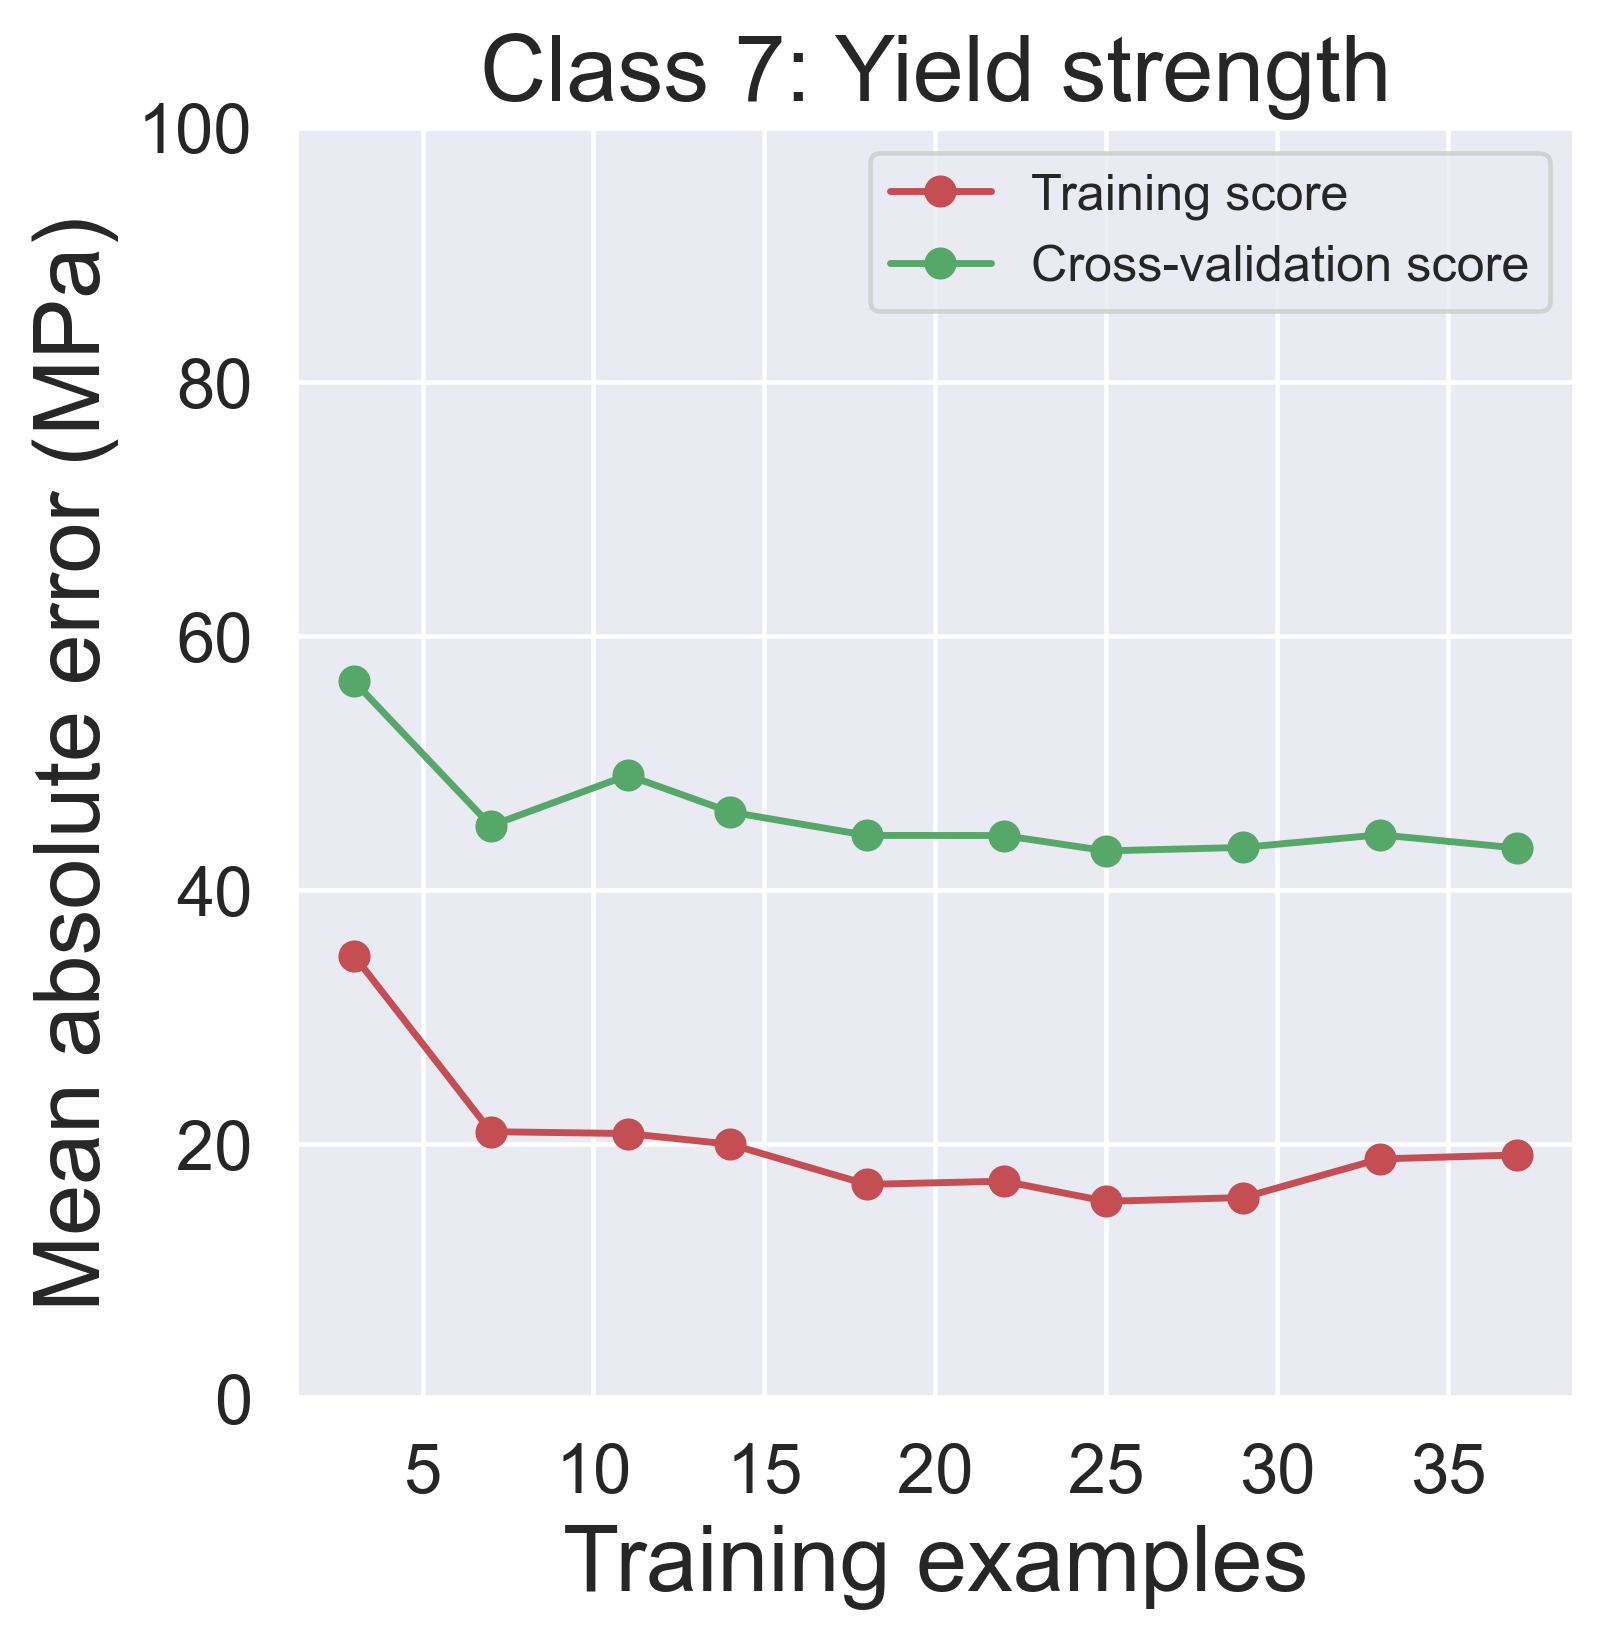 Class 7: Yield strength
Training score
Cross-validation score
Mean absolute error (MPa)
100
80
60
40
20
0
5 10 15 20 25 30 35
Training examples